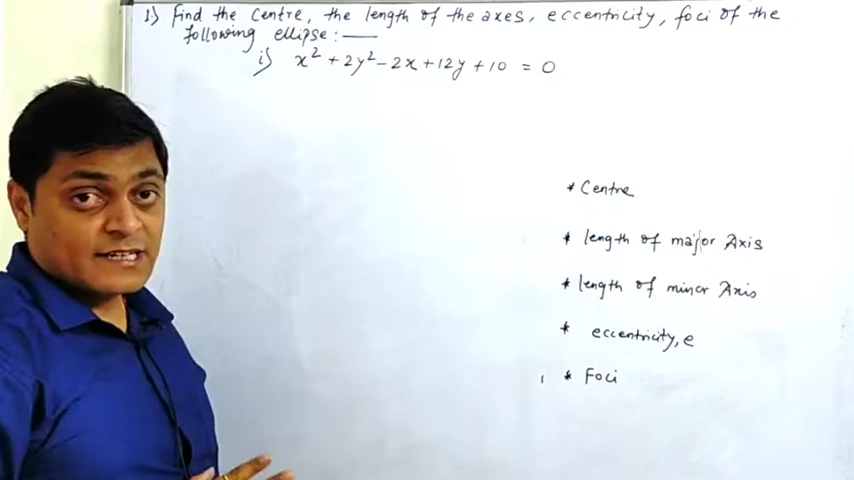 1) Find the centre, the length of the axes, eccentricity, foci of the
following ellipse :—
i) x² + 2y² - 2x + 12y + 10 = 0
* Centre
* length of major Axis
* length of minor Axis
* eccentricity, e
* Foci